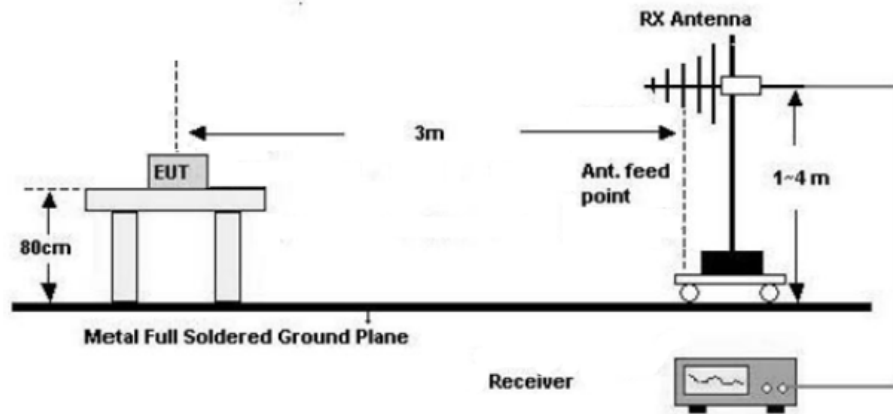 RX Antenna
3m
EUT
Ant. feed
point
1~4 m
80cm
Metal Full Soldered Ground Plane
Receiver